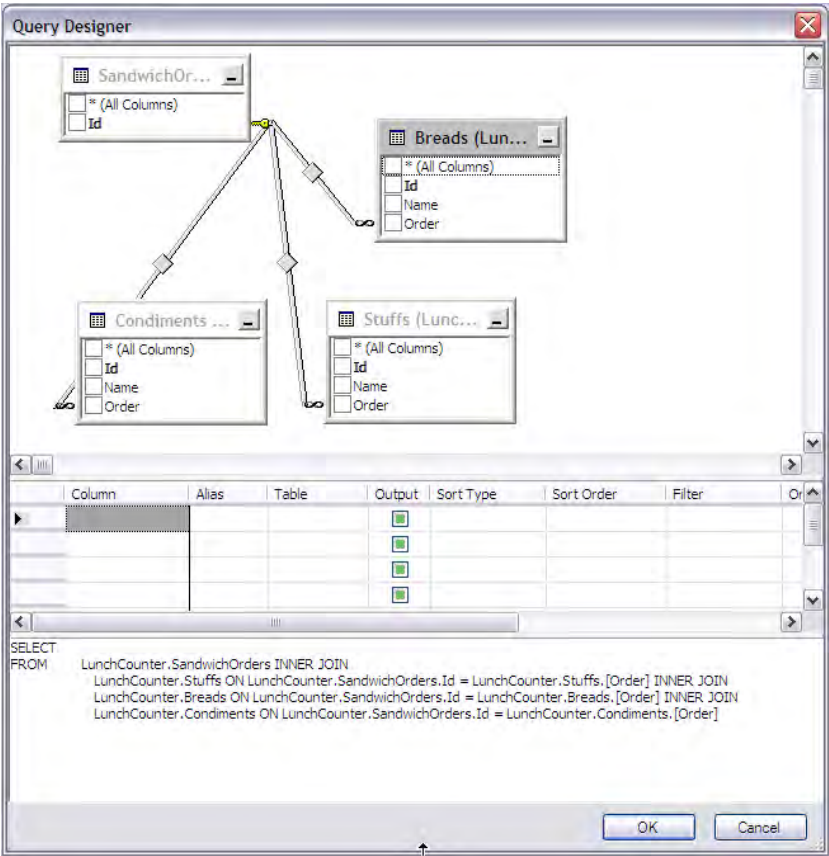 Query Designer
SandwichOr...
* (All Columns)
Id
Breads (Lun...
* (All Columns)
Id
Name
Order
Condiments ...
* (All Columns)
Id
Name
Order
Stuffs (Lunc...
* (All Columns)
Id
Name
Order
Column Alias Table Output Sort Type Sort Order Filter Or
SELECT
FROM LunchCounter.SandwichOrders INNER JOIN
LunchCounter.Stuffs ON LunchCounter.SandwichOrders.Id = LunchCounter.Stuffs.[Order] INNER JOIN
LunchCounter.Breads ON LunchCounter.SandwichOrders.Id = LunchCounter.Breads.[Order] INNER JOIN
LunchCounter.Condiments ON LunchCounter.SandwichOrders.Id = LunchCounter.Condiments.[Order]
OK Cancel